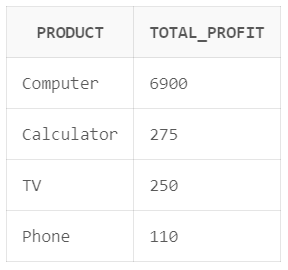 PRODUCT TOTAL_PROFIT
Computer 6900
Calculator 275
TV 250
Phone 110